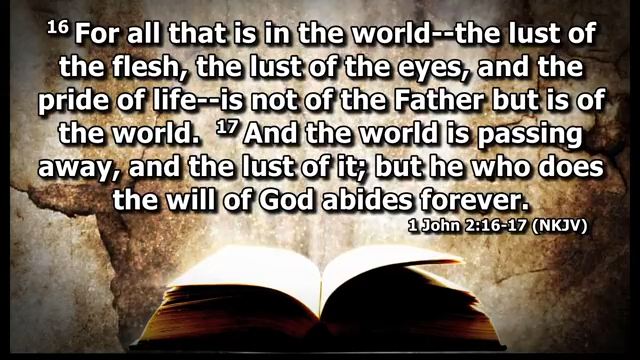 16 For all that is in the world--the lust of
the flesh, the lust of the eyes, and the
pride of life--is not of the Father but is of
the world. 17 And the world is passing
away, and the lust of it; but he who does
the will of God abides forever.
1 John 2:16-17 (NKJV)